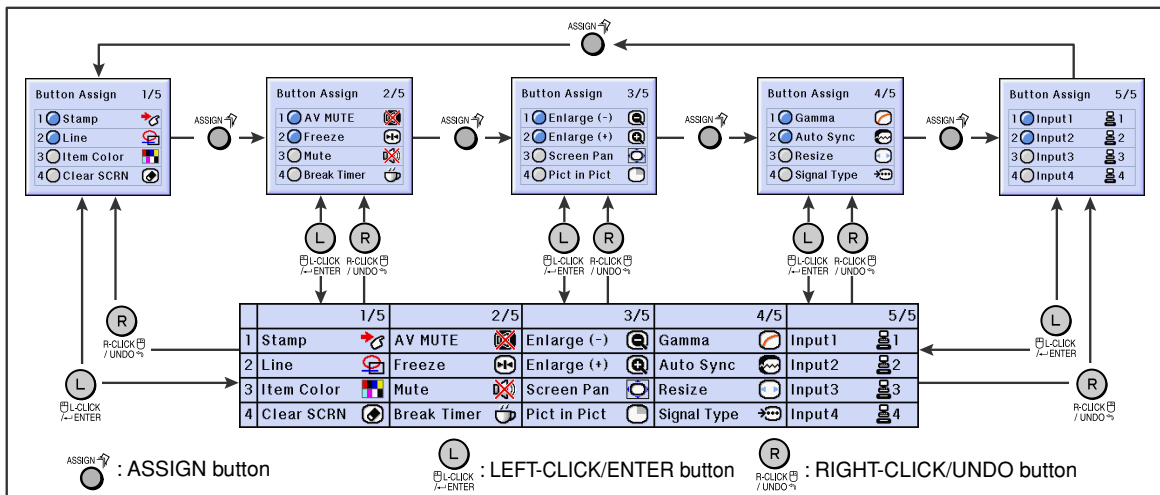 ASSIGN
Button Assign 1/5
1 Stamp
2 Line
3 Item Color
4 Clear SCRN
ASSIGN
Button Assign 2/5
1 AV MUTE
2 Freeze
3 Mute
4 Break Timer
ASSIGN
Button Assign 3/5
1 Enlarge (-)
2 Enlarge (+)
3 Screen Pan
4 Pict in Pict
ASSIGN
Button Assign 4/5
1 Gamma
2 Auto Sync
3 Resize
4 Signal Type
ASSIGN
Button Assign 5/5
1 Input1 1
2 Input2 2
3 Input3 3
4 Input4 4
L
L-CLICK
/ ENTER
R
R-CLICK
/ UNDO
L
L-CLICK
/ ENTER
R
R-CLICK
/ UNDO
L
L-CLICK
/ ENTER
R
R-CLICK
/ UNDO
R
R-CLICK
/ UNDO
L
L-CLICK
/ ENTER
L
L-CLICK
/ ENTER
R
R-CLICK
/ UNDO
1/5 2/5 3/5 4/5 5/5
1 Stamp AV MUTE Enlarge (-) Gamma Input1 1
2 Line Freeze Enlarge (+) Auto Sync Input2 2
3 Item Color Mute Screen Pan Resize Input3 3
4 Clear SCRN Break Timer Pict in Pict Signal Type Input4 4
ASSIGN
: ASSIGN button
L
L-CLICK
/ ENTER
: LEFT-CLICK/ENTER button
R
R-CLICK
/ UNDO
: RIGHT-CLICK/UNDO button